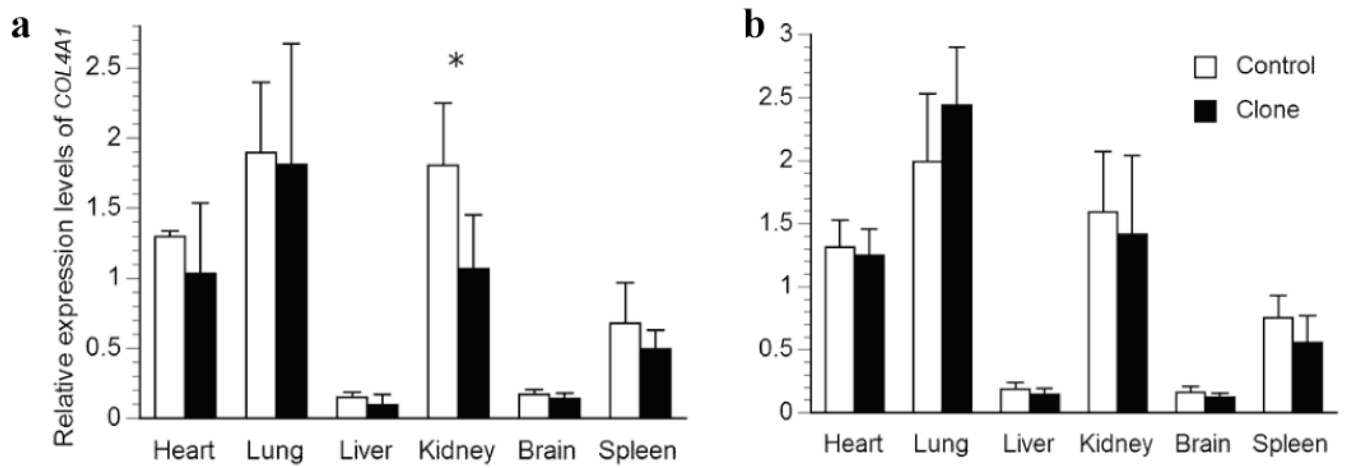 a
Relative expression levels of COL4A1
2.5
2
1.5
1
0.5
0
*
Heart Lung Liver Kidney Brain Spleen
b
3
2.5
2
1.5
1
0.5
0
Control
Clone
Heart Lung Liver Kidney Brain Spleen